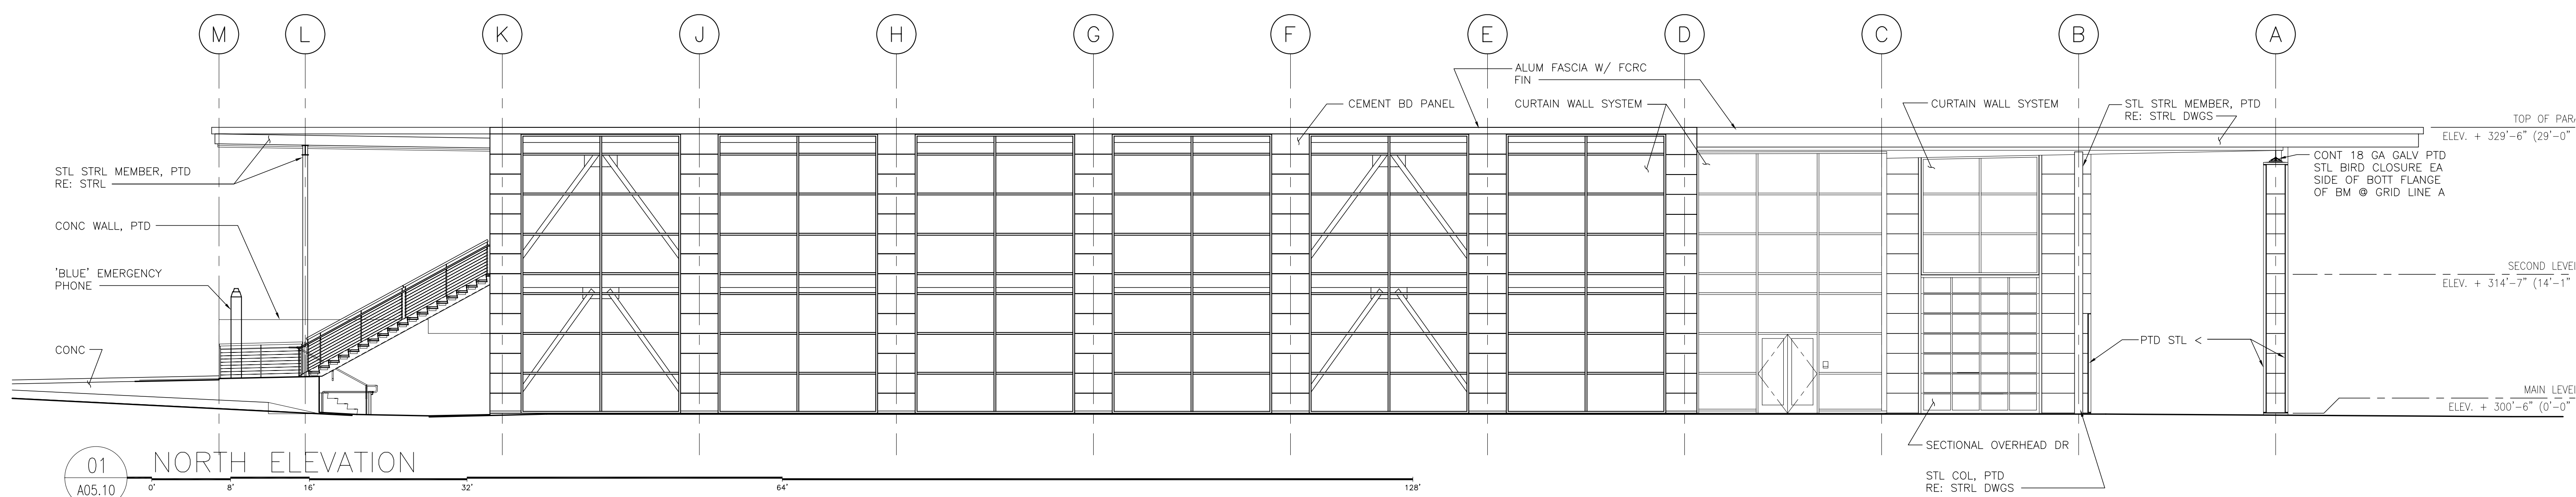 M L K J H G F E D C B A
ALUM FASCIA W/ FCRC
FIN
CEMENT BD PANEL
CURTAIN WALL SYSTEM
CURTAIN WALL SYSTEM
STL STRL MEMBER, PTD
RE: STRL DWGS
TOP OF
ELEV. + 329'-6" (29'-0"
CONT 18 GA GALV PTD
STL BIRD CLOSURE EA
SIDE OF BOTT FLANGE
OF BM @ GRID LINE A
STL STRL MEMBER, PTD
RE: STRL
CONC WALL, PTD
'BLUE' EMERGENCY
PHONE
SECOND LEVEL
ELEV. + 314'-7" (14'-1"
CONC
PTD STL <
MAIN LEVEL
ELEV. + 300'-6" (0'-0"
SECTIONAL OVERHEAD DR
STL COL, PTD
RE: STRL DWGS
01
A05.10
NORTH ELEVATION
0' 8' 16' 32' 64' 128'